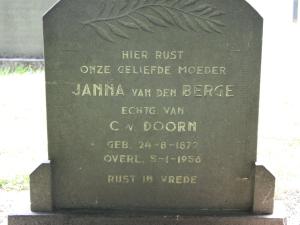 HIER RUST
ONZE GELIEFDE MOEDER
JANNA VAN DEN BERGE
ECHTG. VAN
C. v. DOORN
GEB. 24-8-1872
OVERL. 5-1-1956
RUST IN VREDE